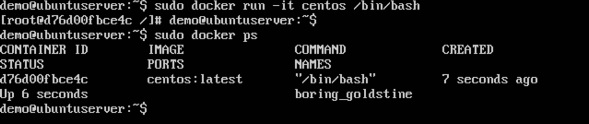 demo@ubuntuserver:~$ sudo docker run -it centos /bin/bash
[root@d76d00fbce4c /]# demo@ubuntuserver:~$
demo@ubuntuserver:~$ sudo docker ps
CONTAINER ID        IMAGE               COMMAND             CREATED
STATUS              PORTS               NAMES
d76d00fbce4c        centos:latest       "/bin/bash"         7 seconds ago
Up 6 seconds                            boring_goldstine
demo@ubuntuserver:~$